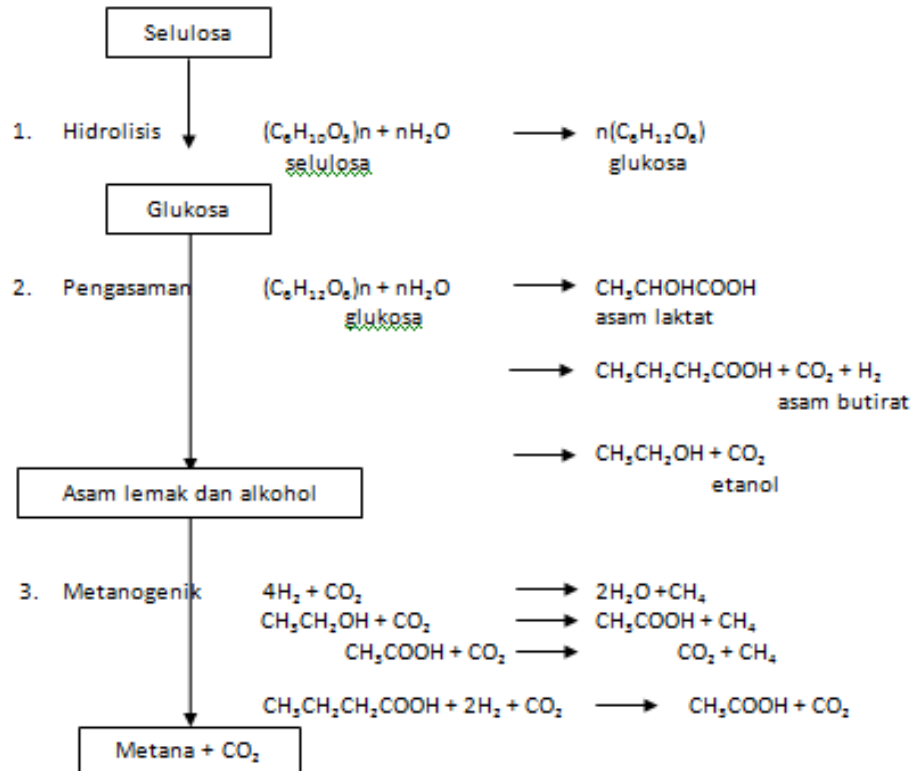 Selulosa
1. Hidrolisis (C₆H₁₀O₅)n + nH₂O ⟶ n(C₆H₁₂O₆)
selulosa glukosa
Glukosa
2. Pengasaman (C₆H₁₂O₆)n + nH₂O ⟶ CH₃CHOHCOOH
glukosa asam laktat
⟶ CH₃CH₂CH₂COOH + CO₂ + H₂
asam butirat
⟶ CH₃CH₂OH + CO₂
etanol
Asam lemak dan alkohol
3. Metanogenik 4H₂ + CO₂ ⟶ 2H₂O +CH₄
CH₃CH₂OH + CO₂ ⟶ CH₃COOH + CH₄
CH₃COOH + CO₂ ⟶ CO₂ + CH₄
CH₃CH₂CH₂COOH + 2H₂ + CO₂ ⟶ CH₃COOH + CO₂
Metana + CO₂